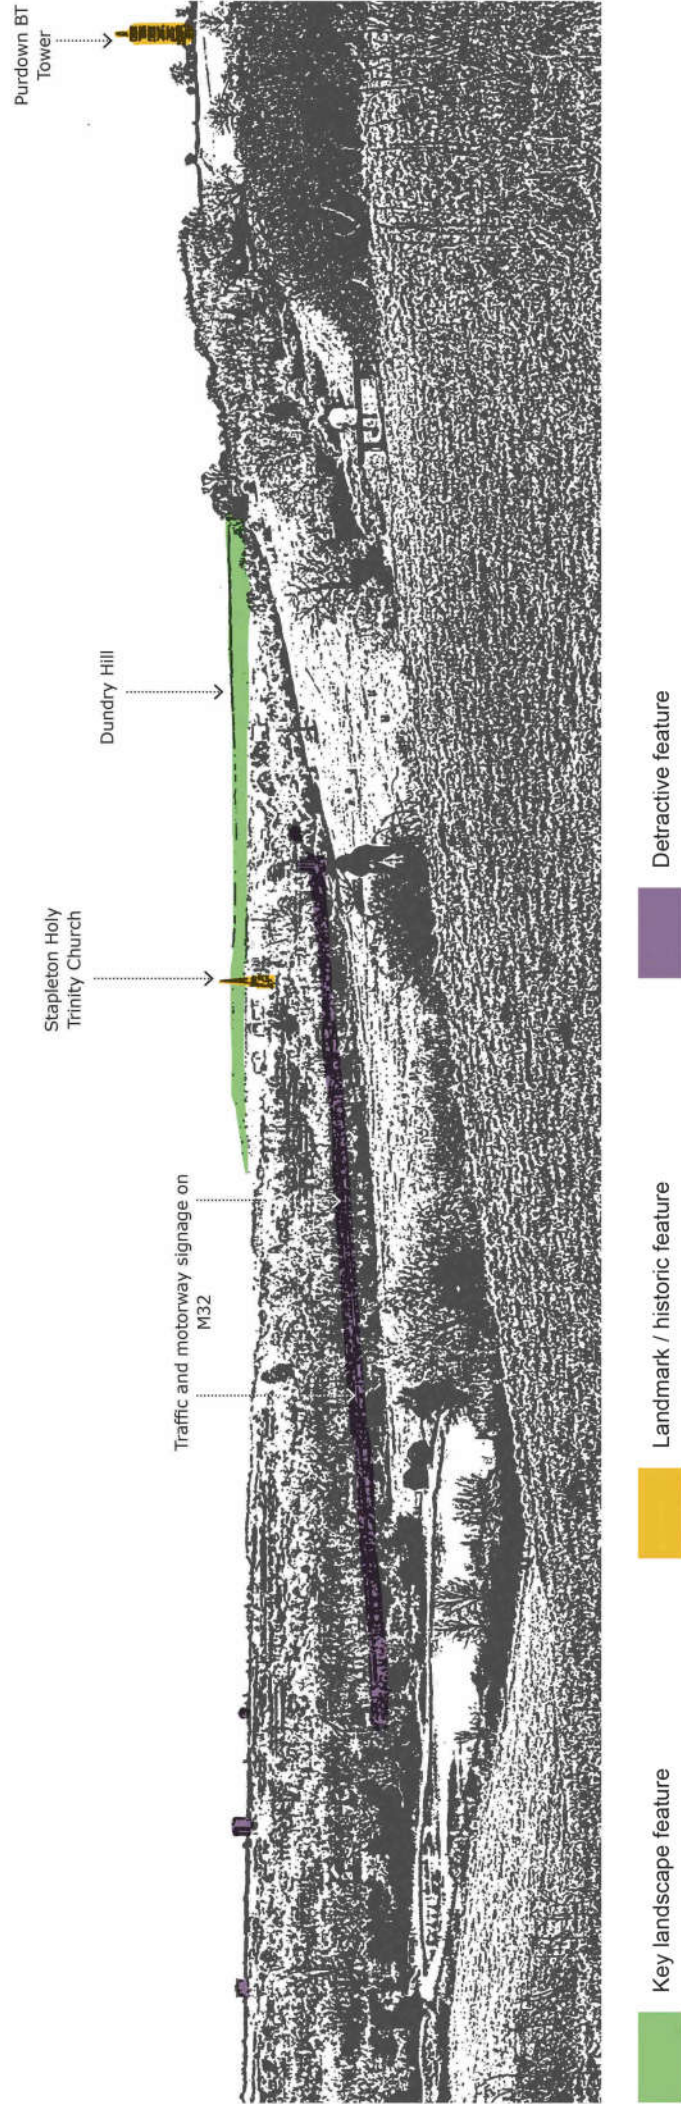 Traffic and motorway signage on
M32
Stapleton Holy
Trinity Church
Dundry Hill
Purdown BT
Tower
Key landscape feature
Landmark / historic feature
Detractive feature